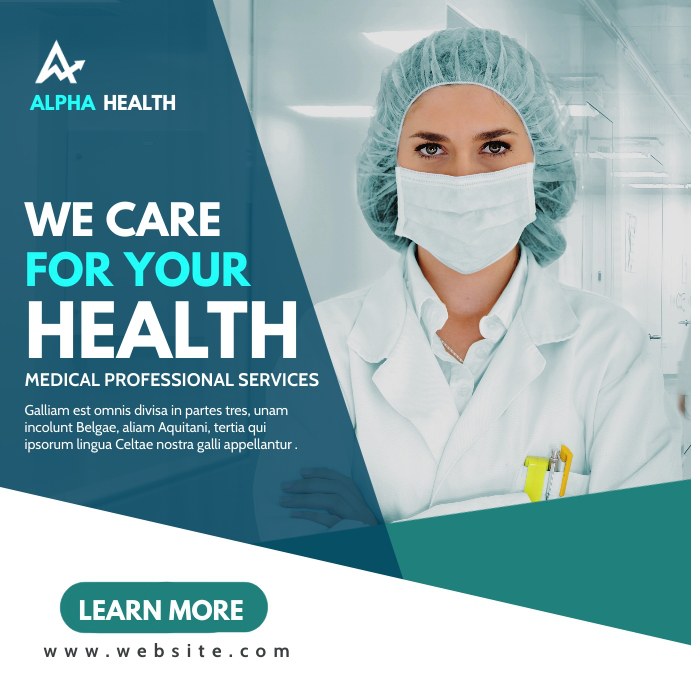 ALPHA HEALTH
WE CARE
FOR YOUR
HEALTH
MEDICAL PROFESSIONAL SERVICES
Galliam est omnis divisa in partes tres, unam
incolunt Belgae, aliam Aquitani, tertia qui
ipsorum lingua Celtae nostra galli appellantur .
LEARN MORE
www.website.com